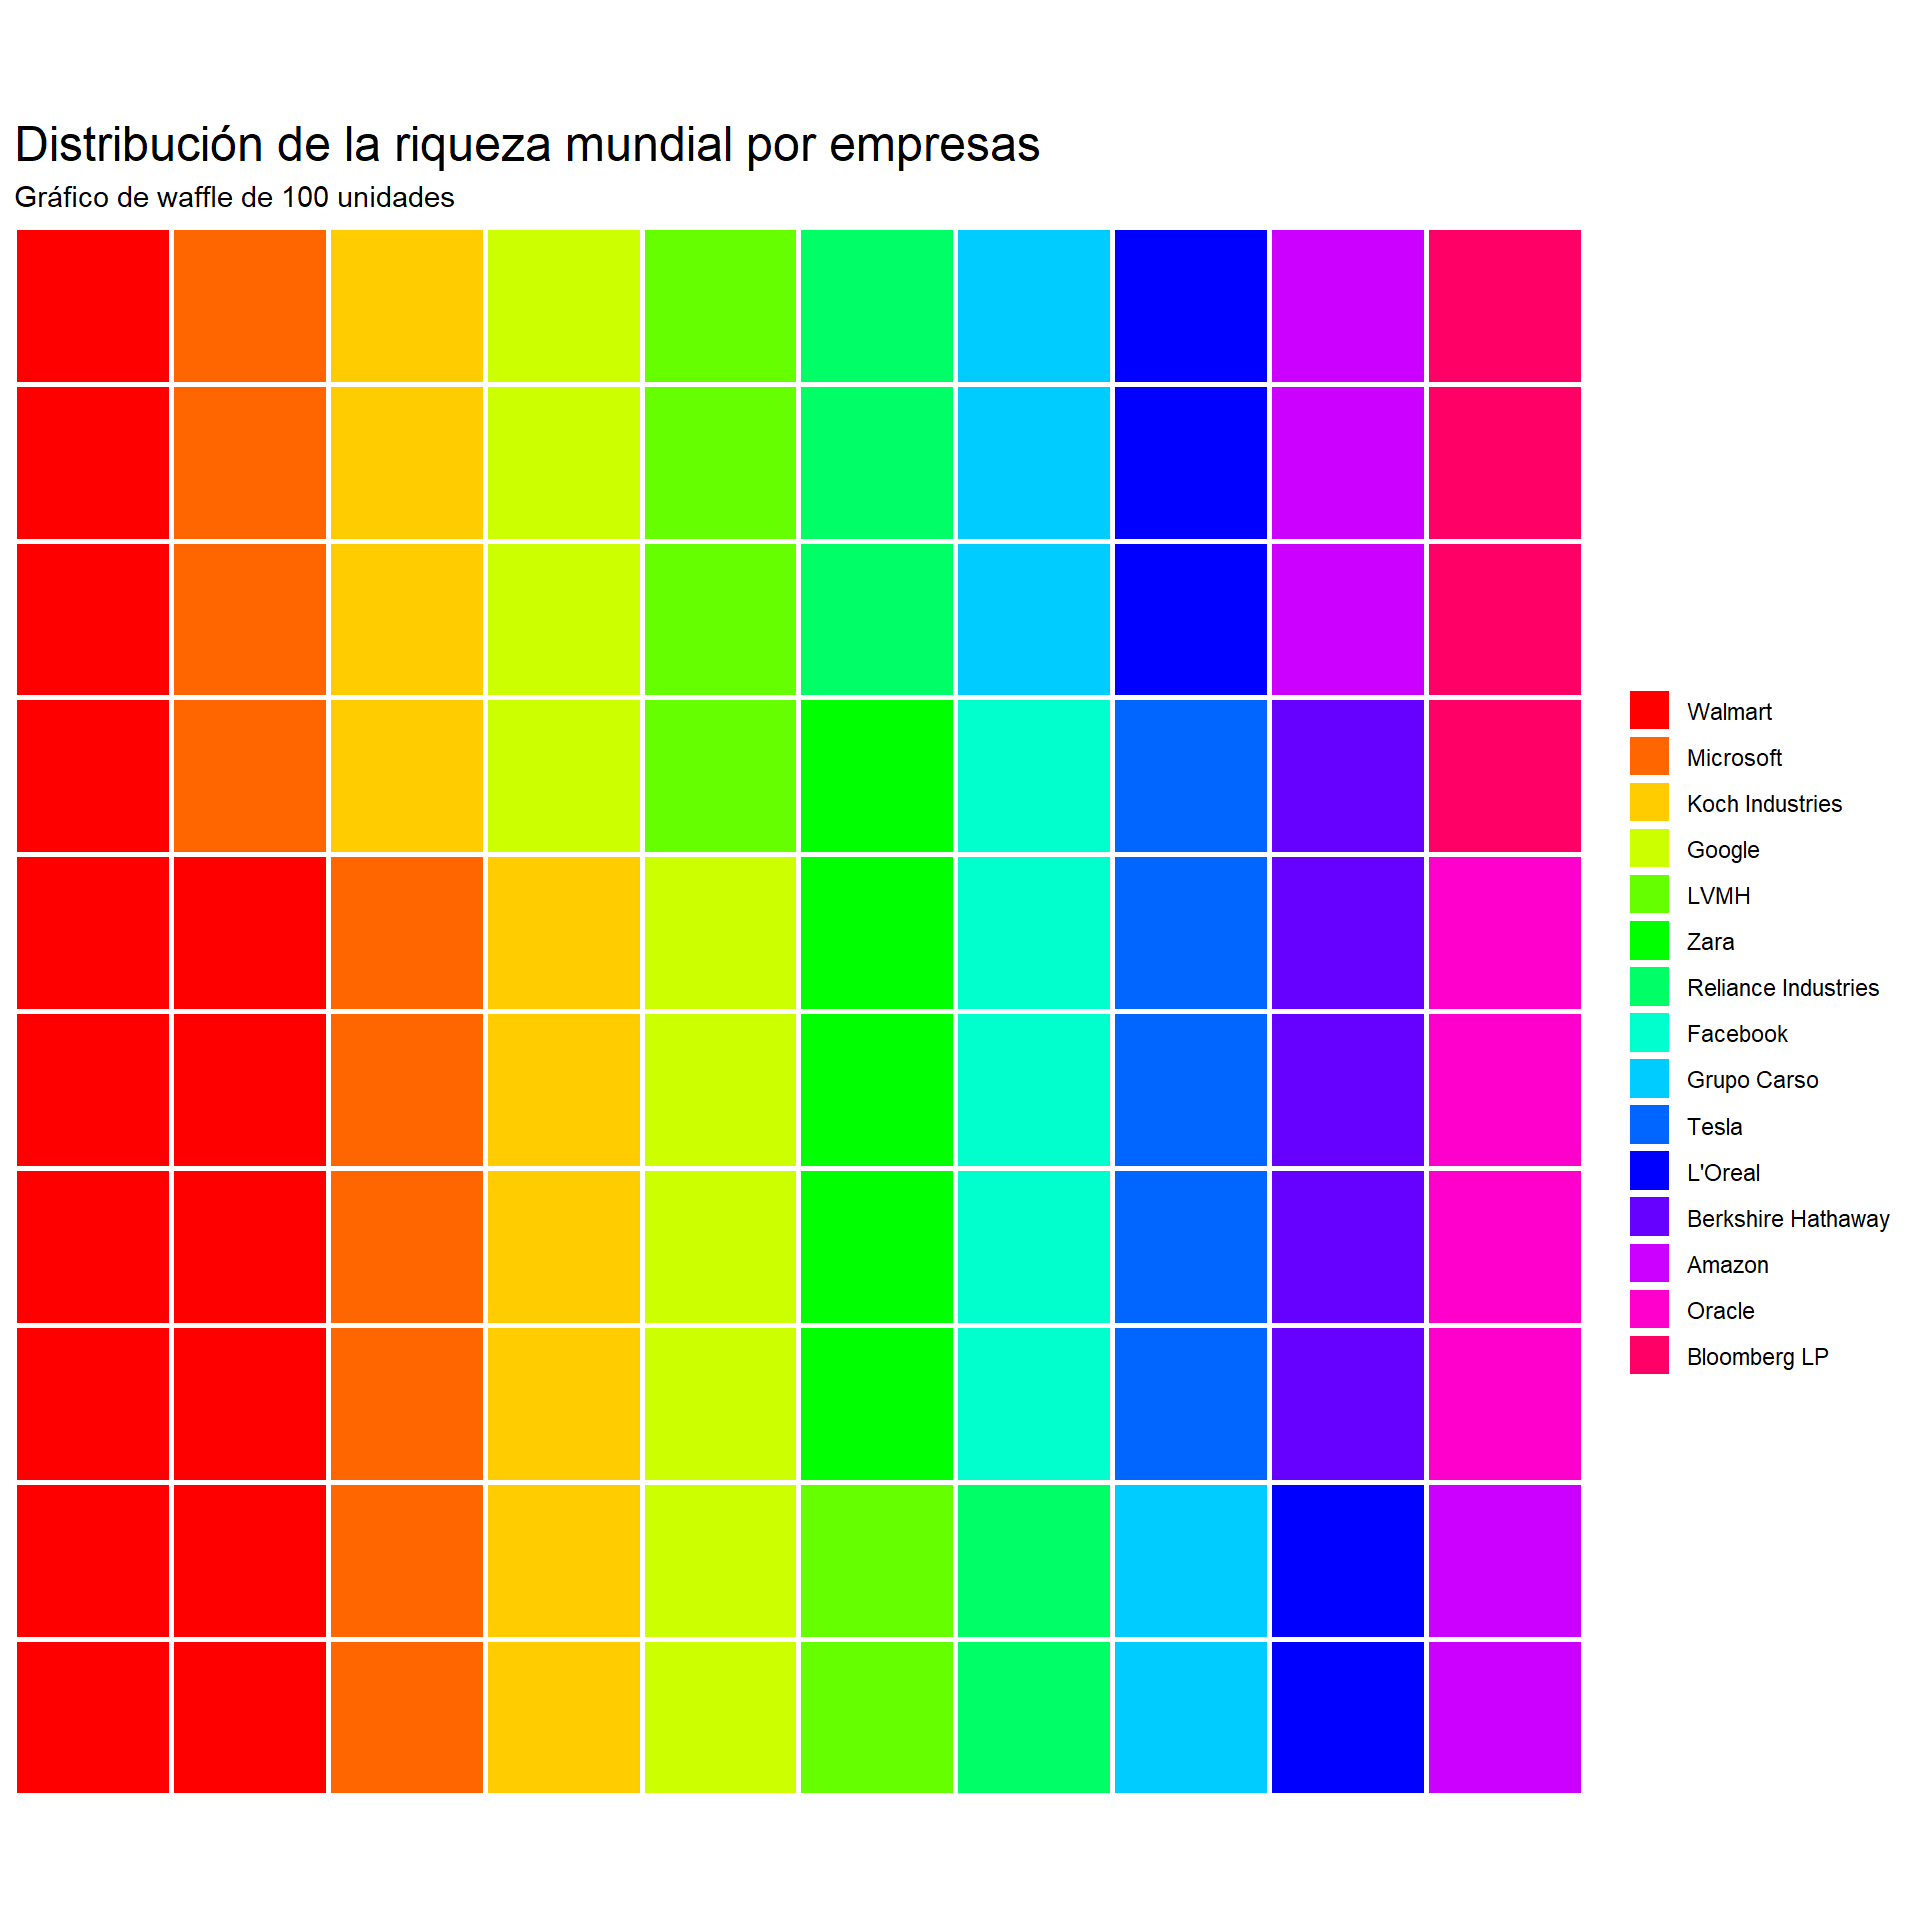 Distribución de la riqueza mundial por empresas
Gráfico de waffle de 100 unidades
Walmart
Microsoft
Koch Industries
Google
LVMH
Zara
Reliance Industries
Facebook
Grupo Carso
Tesla
L'Oreal
Berkshire Hathaway
Amazon
Oracle
Bloomberg LP